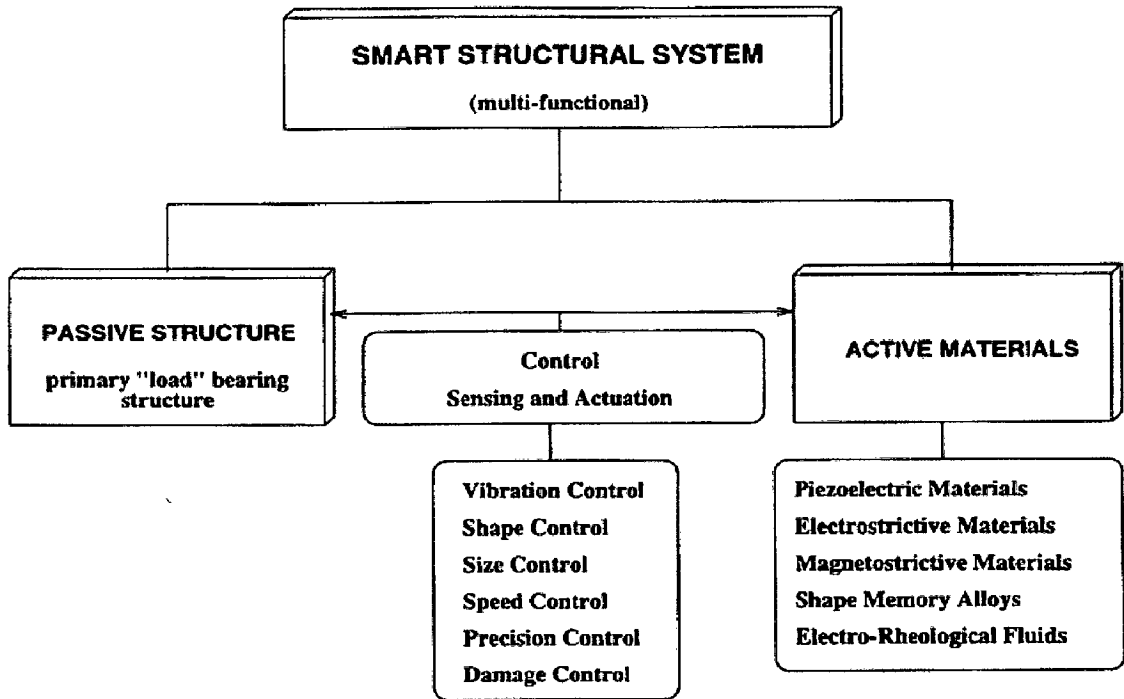 SMART STRUCTURAL SYSTEM
(multi-functional)
PASSIVE STRUCTURE
primary "load" bearing
structure
Control
Sensing and Actuation
ACTIVE MATERIALS
Vibration Control
Shape Control
Size Control
Speed Control
Precision Control
Damage Control
Piezoelectric Materials
Electrostrictive Materials
Magnetostrictive Materials
Shape Memory Alloys
Electro-Rheological Fluids